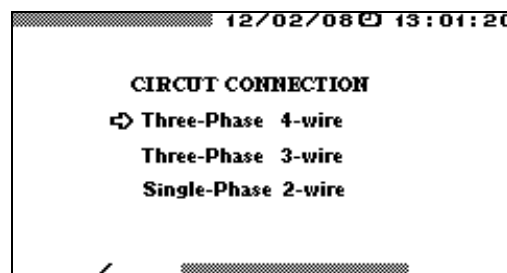 12/02/08 13:01:20
CIRCUT CONNECTION
Three-Phase 4-wire
Three-Phase 3-wire
Single-Phase 2-wire